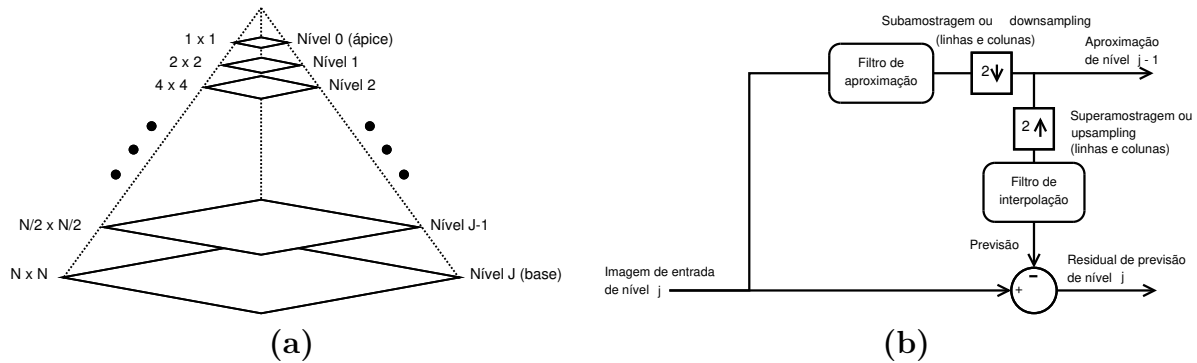 1 x 1
Nível 0 (ápice)
2 x 2
Nível 1
4 x 4
Nível 2
N/2 x N/2
Nível J-1
N x N
Nível J (base)
(a)
Subamostragem ou downsampling
(linhas e colunas)
Filtro de
aproximação
2
Aproximação
de nível j - 1
2
Superamostragem ou
upsampling
(linhas e colunas)
Filtro de
interpolação
Previsão
Imagem de entrada
de nível j
+
−
Residual de previsão
de nível j
(b)